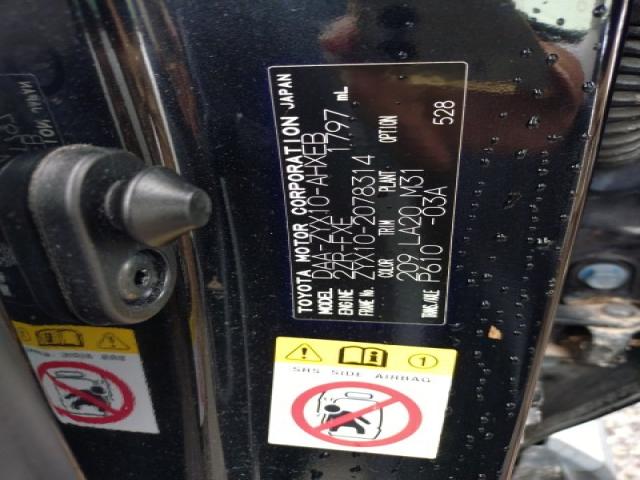 TOYOTA MOTOR CORPORATION JAPAN
MODEL DAA-ZYX10-AHXEB
ENGINE 2ZR-FXE 1797 mL
FRAME No. ZYX10-2078314
COLOR TRIM PLANT OPTION
209 LA20 M31 528
TRANS/AXLE P610 -03A
1
SRS SIDE AIRBAG